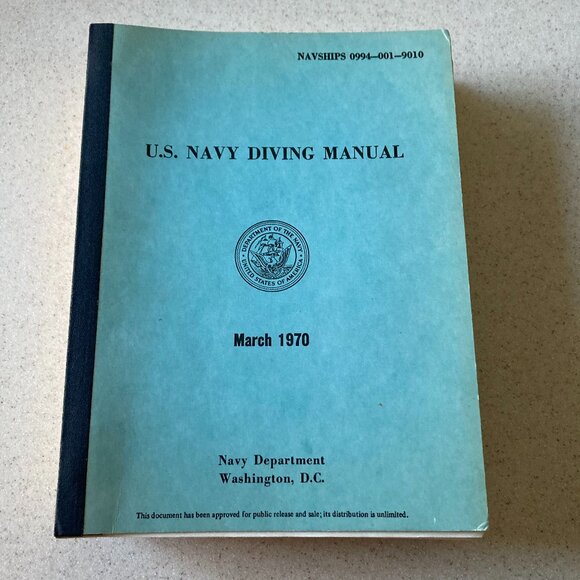 NAVSHIPS 0994—001—9010
U.S. NAVY DIVING MANUAL
DEPARTMENT OF THE NAVY
UNITED STATES OF AMERICA
March 1970
Navy Department
Washington, D.C.
This document has been approved for public release and sale; its distribution is unlimited.